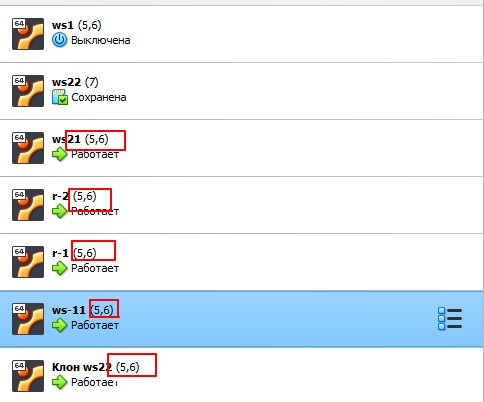 64 ws1 (5,6)
Выключена
64 ws22 (7)
Сохранена
64 ws21 (5,6)
Работает
64 r-2 (5,6)
Работает
64 r-1 (5,6)
Работает
64 ws-11 (5,6)
Работает
64 Клон ws22 (5,6)
Работает